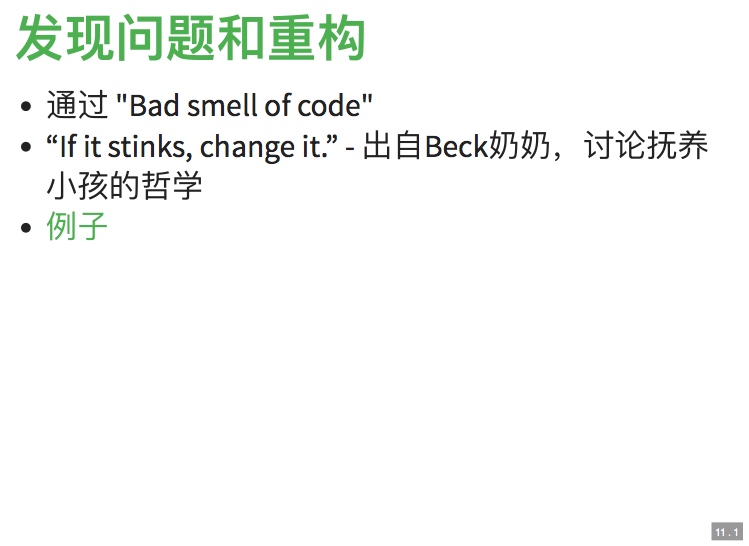 发现问题和重构
通过 "Bad smell of code"
“If it stinks, change it.” - 出自Beck奶奶，讨论抚养
小孩的哲学
例子
11 . 1